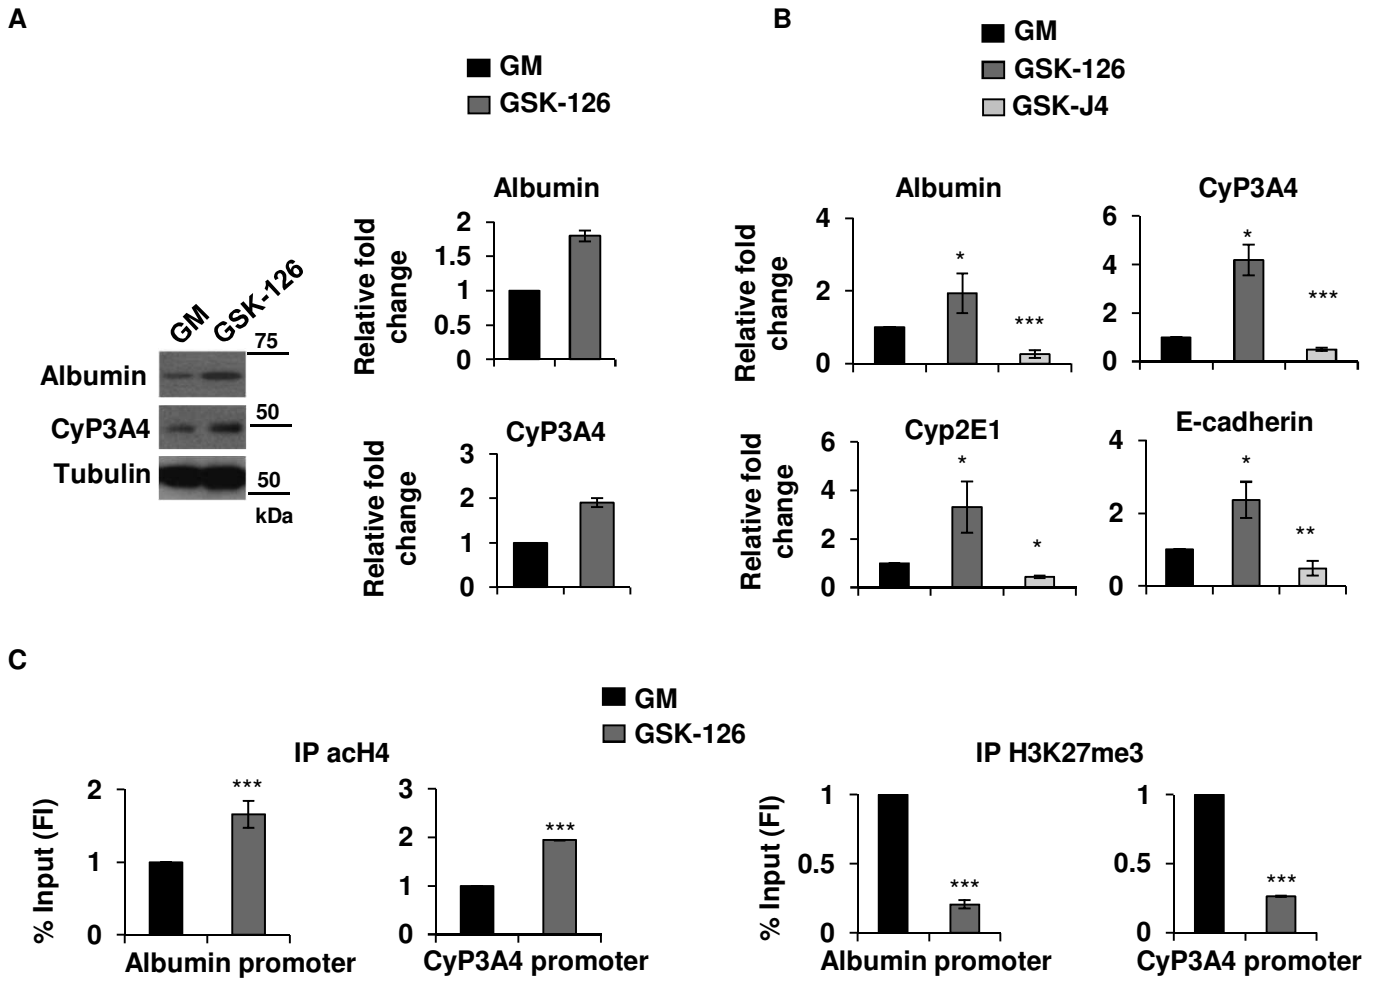 A
GM
GSK-126
GM
GSK-126
75
Albumin
50
CyP3A4
Tubulin
50
kDa
Albumin
Relative fold
change
2
1.5
1
0.5
0
CyP3A4
Relative fold
change
3
2
1
0
B
GM
GSK-126
GSK-J4
Albumin
Relative fold
change
4
2
0
*
***
CyP3A4
6
4
2
0
*
***
Cyp2E1
Relative fold
change
6
4
2
0
*
*
E-cadherin
4
2
0
*
**
C
GM
GSK-126
IP acH4
% Input (FI)
2
1
0
***
Albumin promoter
3
2
1
0
***
CyP3A4 promoter
IP H3K27me3
% Input (FI)
1
0.5
0
***
Albumin promoter
1
0.5
0
***
CyP3A4 promoter